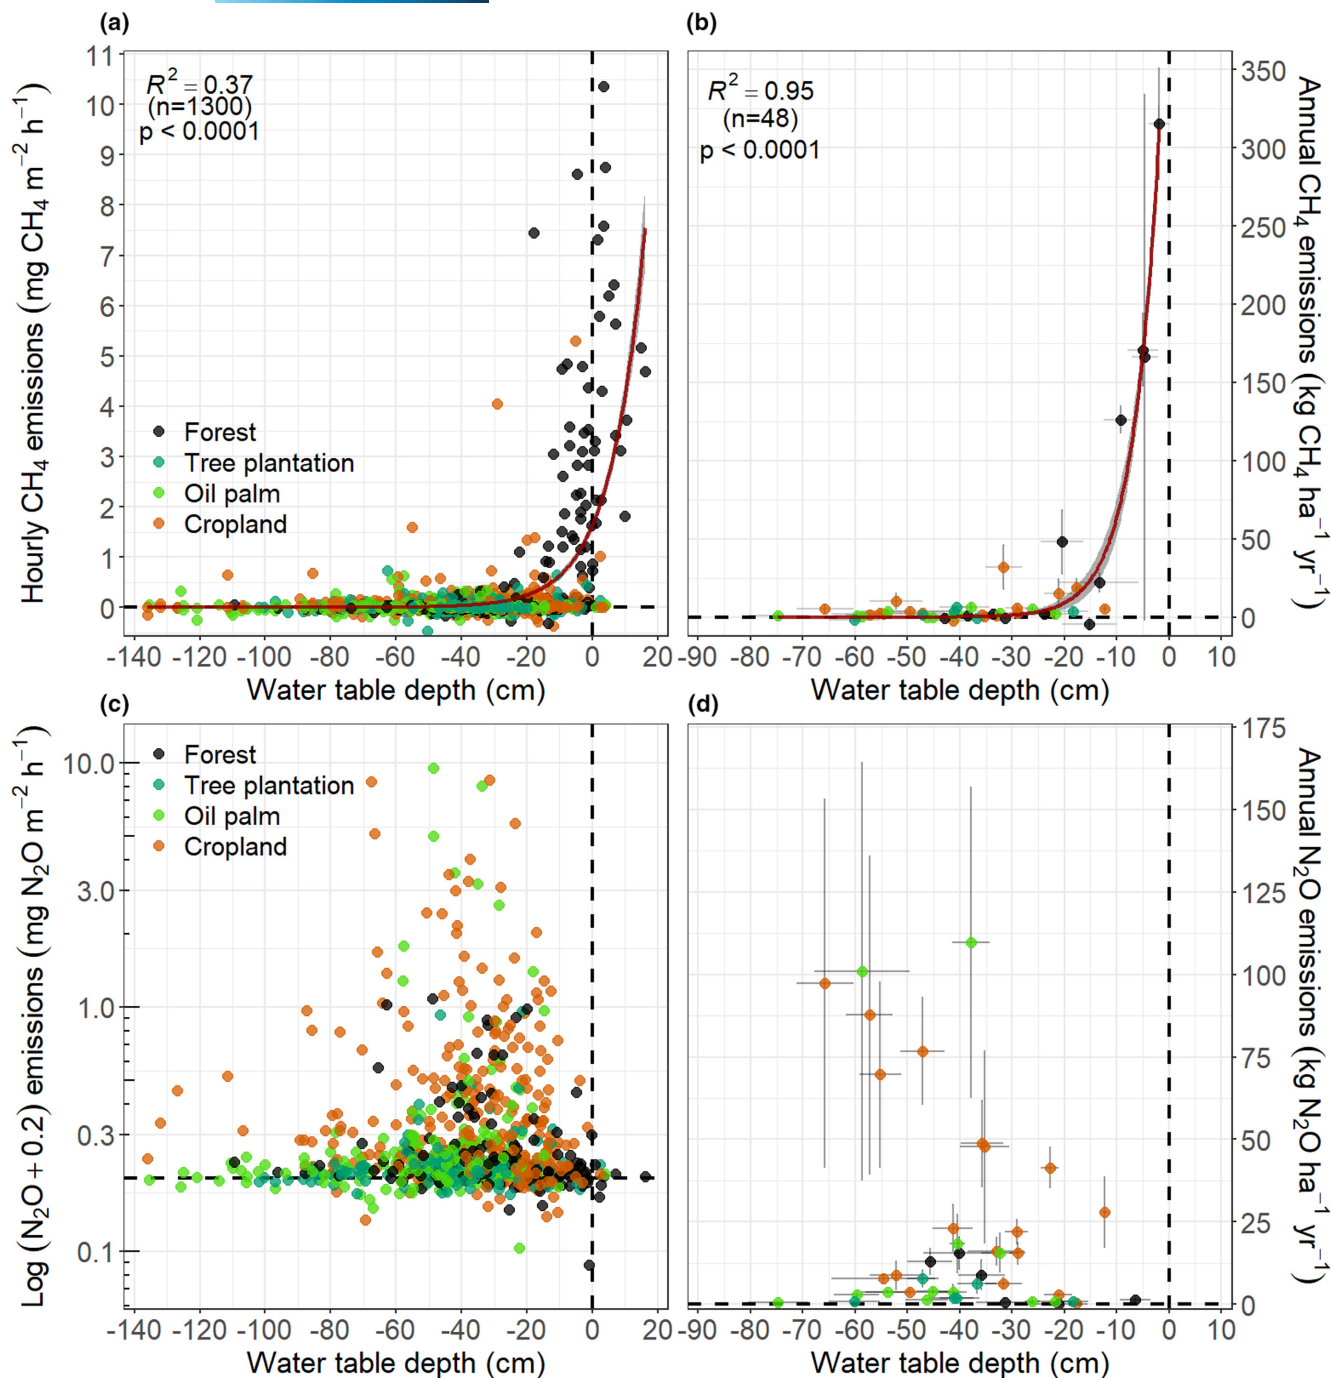 (a)
Hourly CH₄ emissions (mg CH₄ m⁻² h⁻¹)
11
10
9
8
7
6
5
4
3
2
1
0
R² = 0.37
(n=1300)
p < 0.0001
Forest
Tree plantation
Oil palm
Cropland
-140 -120 -100 -80 -60 -40 -20 0 20
Water table depth (cm)
(b)
R² = 0.95
(n=48)
p < 0.0001
350
300
250
200
150
100
50
0
Annual CH₄ emissions (kg CH₄ ha⁻¹ yr⁻¹)
-90 -80 -70 -60 -50 -40 -30 -20 -10 0 10
Water table depth (cm)
(c)
Log (N₂O + 0.2) emissions (mg N₂O m⁻² h⁻¹)
10.0
3.0
1.0
0.3
0.1
Forest
Tree plantation
Oil palm
Cropland
-140 -120 -100 -80 -60 -40 -20 0 20
Water table depth (cm)
(d)
175
150
125
100
75
50
25
0
Annual N₂O emissions (kg N₂O ha⁻¹ yr⁻¹)
-90 -80 -70 -60 -50 -40 -30 -20 -10 0 10
Water table depth (cm)